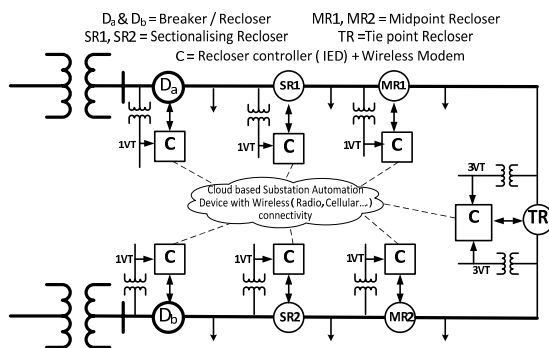 Da & Db = Breaker / Recloser MR1, MR2 = Midpoint Recloser
SR1, SR2 = Sectionalising Recloser TR =Tie point Recloser
C = Recloser controller ( IED) + Wireless Modem
Da SR1 MR1
1VT C 1VT C 1VT C
3VT
Cloud based Substation Automation
Device with Wireless ( Radio, Cellular...)
connectivity
C TR
3VT
1VT C 1VT C 1VT C
Db SR2 MR2